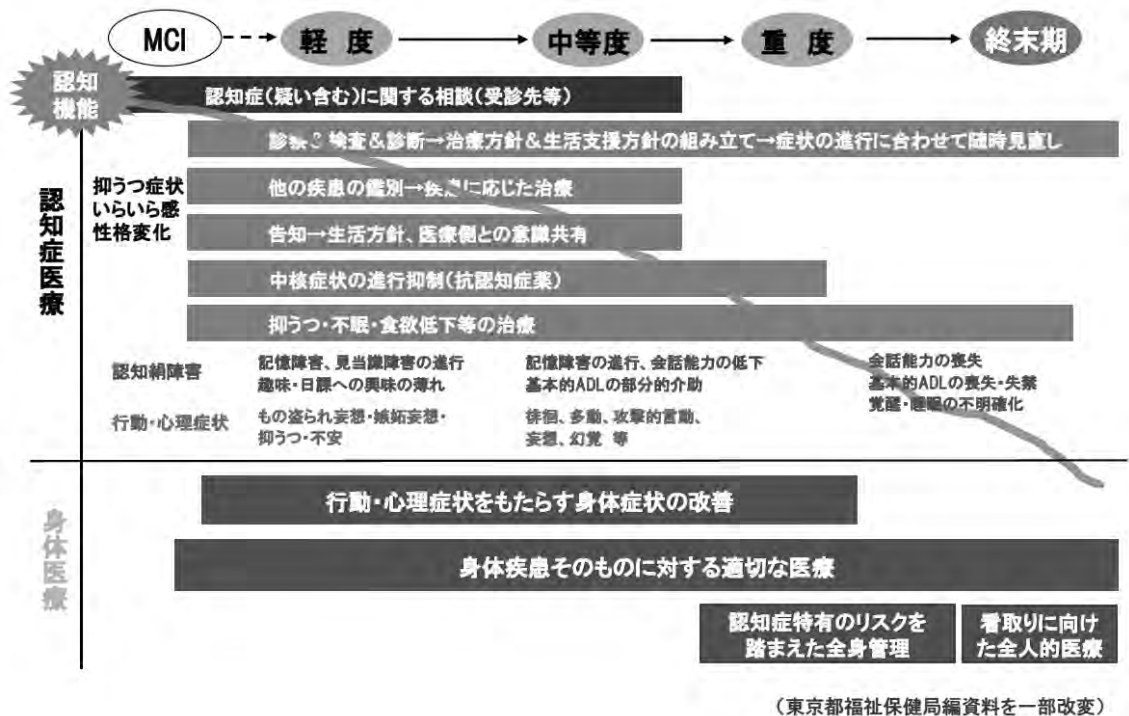 MCI
軽 度
中等度
重 度
終末期
認知
機能
認知症(疑い含む)に関する相談(受診先等)
検査&診断→治療方針&生活支援方針の組み立て→症状の進行に合わせて随時見直し
認知症医療
抑うつ症状
いらいら感
性格変化
他の疾患の鑑別→疾患に応じた治療
告知→生活方針、医療側との意識共有
中核症状の進行抑制(抗認知症薬)
抑うつ・不眠・食欲低下等の治療
認知絹障害
記憶障害、見当識障害の進行
趣味・日課への興味の薄れ
記憶障害の進行、会話能力の低下
基本的ADLの部分的介助
会話能力の喪失
基本的ADLの喪失・失禁
覚醒・睡眠の不明確化
行動・心理症状
もの盗られ妄想・嫉妬妄想・
抑うつ・不安
徘徊、多動、攻撃的言動、
妄想、幻覚 等
身体医療
行動・心理症状をもたらす身体症状の改善
身体疾患そのものに対する適切な医療
認知症特有のリスクを
踏まえた全身管理
看取りに向け
た全人的医療
(東京都福祉保健局編資料を一部改変)